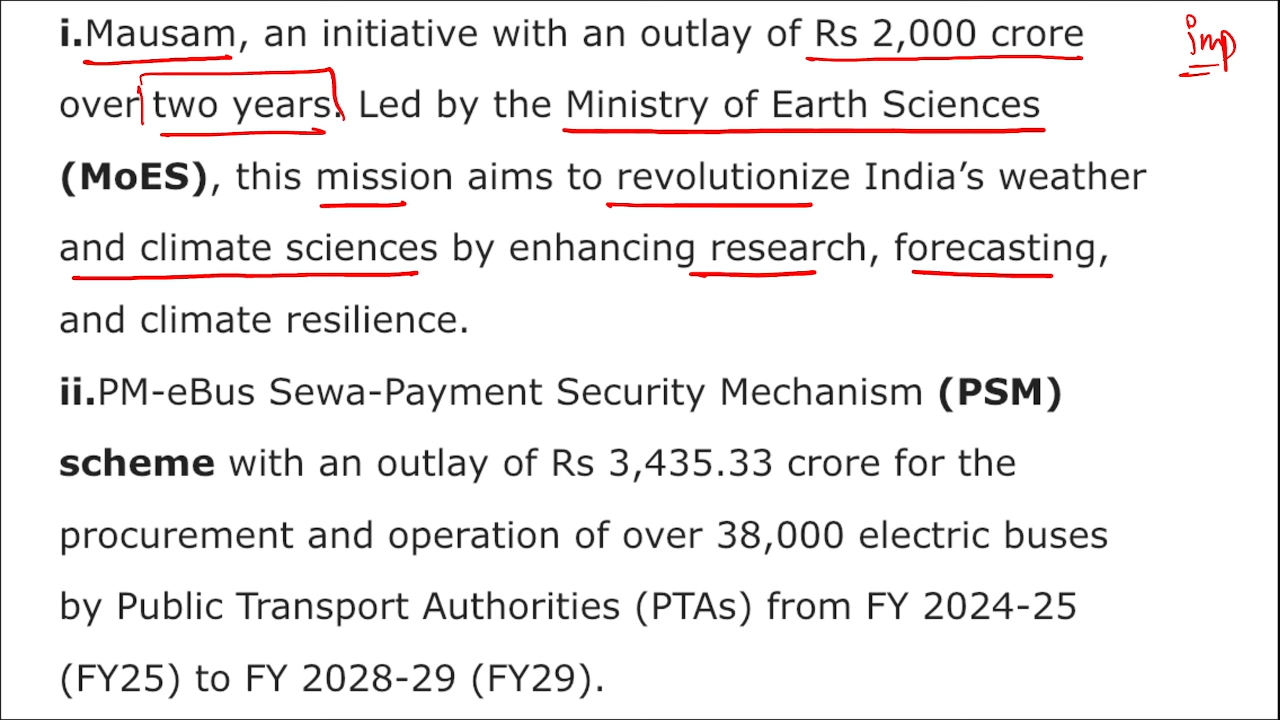 i.Mausam, an initiative with an outlay of Rs 2,000 crore
imp
over two years. Led by the Ministry of Earth Sciences
(MoES), this mission aims to revolutionize India’s weather
and climate sciences by enhancing research, forecasting,
and climate resilience.
ii.PM-eBus Sewa-Payment Security Mechanism (PSM)
scheme with an outlay of Rs 3,435.33 crore for the
procurement and operation of over 38,000 electric buses
by Public Transport Authorities (PTAs) from FY 2024-25
(FY25) to FY 2028-29 (FY29).